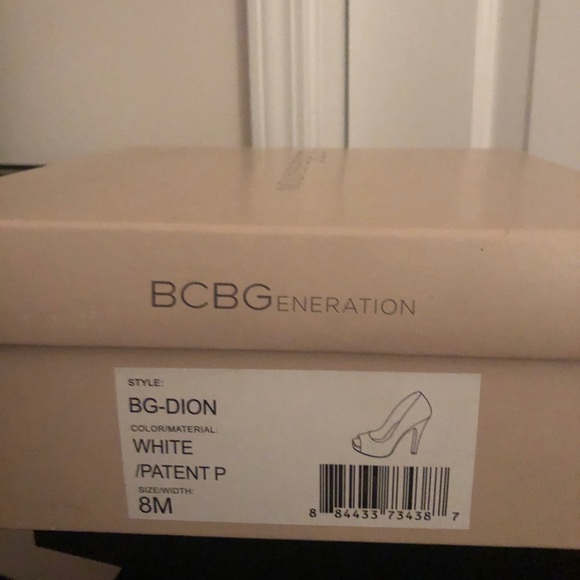 BCBGENERATION
STYLE:
BG-DION
COLOR/MATERIAL:
WHITE
/PATENT P
SIZE/WIDTH:
8M
8 84433 73438 7